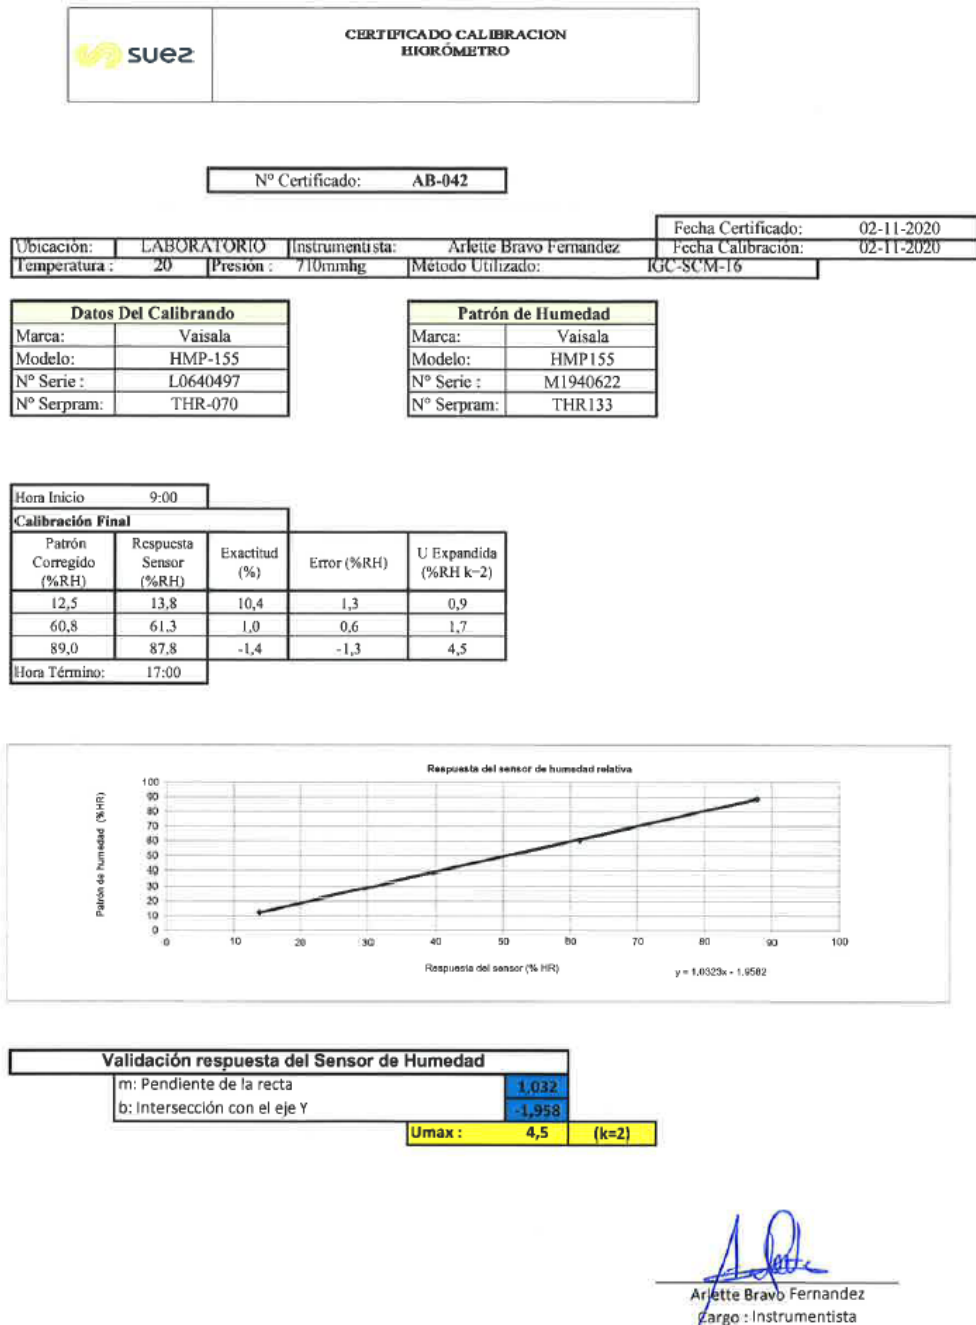 suez
CERTIFICADO CALIBRACION
HIGRÓMETRO
Nº Certificado: AB-042
Fecha Certificado: 02-11-2020
Ubicación: LABORATORIO Instrumentista: Arlette Bravo Fernandez Fecha Calibración: 02-11-2020
Temperatura : 20 Presión : 710mmhg Método Utilizado: IGC-SCM-16
Datos Del Calibrando
Marca: Vaisala
Modelo: HMP-155
Nº Serie : L0640497
Nº Serpram: THR-070
Patrón de Humedad
Marca: Vaisala
Modelo: HMP155
Nº Serie : M1940622
Nº Serpram: THR133
Hora Inicio 9:00
Calibración Final
Patrón Corregido (%RH) Respuesta Sensor (%RH) Exactitud (%) Error (%RH) U Expandida (%RH k=2)
12,5 13,8 10,4 1,3 0,9
60,8 61,3 1,0 0,6 1,7
89,0 87,8 -1,4 -1,3 4,5
Hora Término: 17:00
Respuesta del sensor de humedad relativa
Patrón de humedad (%HR)
100
90
80
70
60
50
40
30
20
10
0
0 10 20 30 40 50 60 70 80 90 100
Respuesta del sensor (% HR)
y = 1,0323x - 1,9582
Validación respuesta del Sensor de Humedad
m: Pendiente de la recta 1,032
b: Intersección con el eje Y -1,958
Umax : 4,5 (k=2)
Arlette Bravo Fernandez
Cargo : Instrumentista